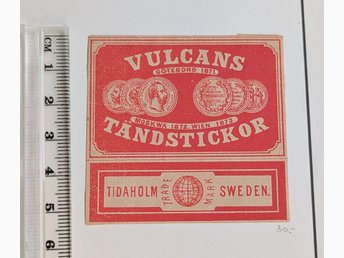 VULCANS
GÖTEBORG 1871.
MOSKWA 1872. WIEN 1873.
TÄNDSTICKOR
TIDAHOLM TRADE MARK SWEDEN.
30.-
CM 1
2
3
4
5
6